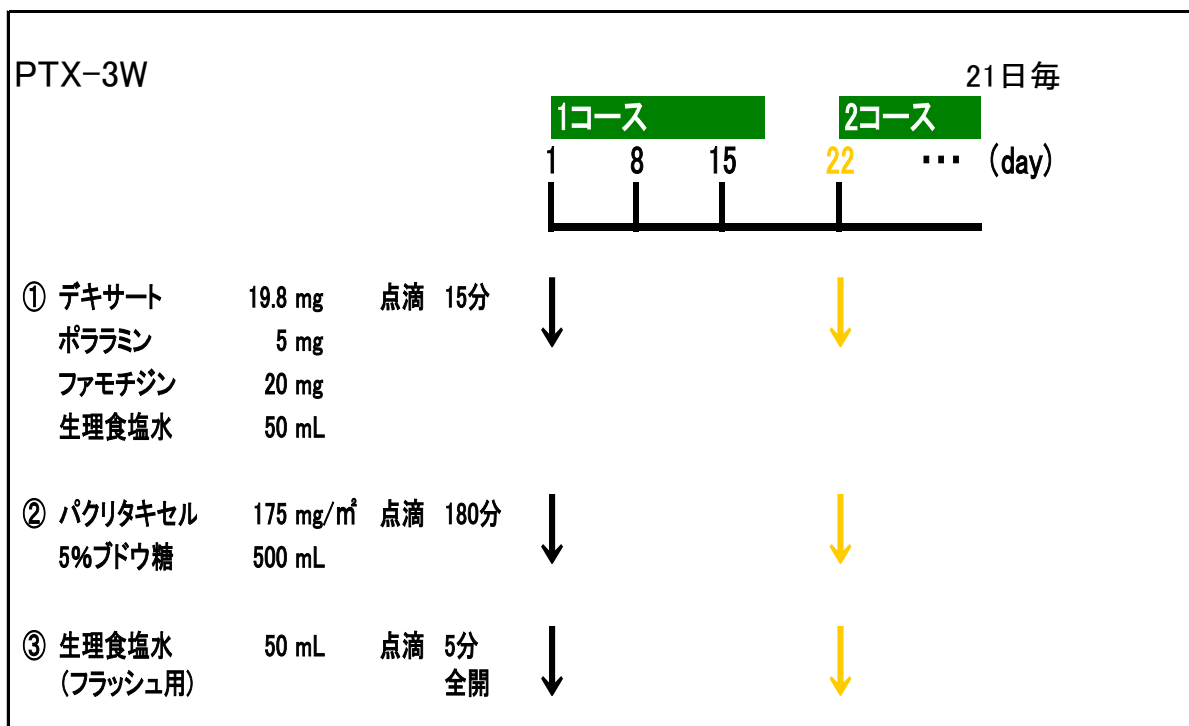 PTX-3W 21日毎
1コース 2コース
1 8 15 22 ・・・ (day)
① デキサート 19.8 mg 点滴 15分
ポララミン 5 mg
ファモチジン 20 mg
生理食塩水 50 mL
② パクリタキセル 175 mg/㎡ 点滴 180分
5%ブドウ糖 500 mL
③ 生理食塩水 50 mL 点滴 5分
(フラッシュ用) 全開